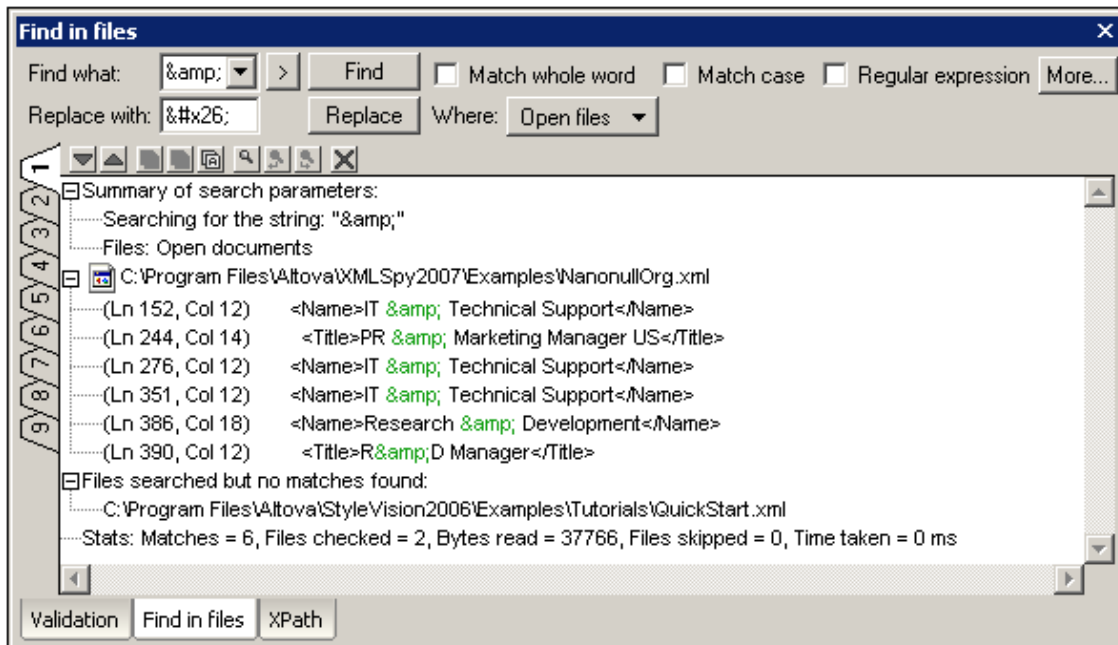 Find in files
Find what: &amp; > Find Match whole word Match case Regular expression More...
Replace with: &#x26; Replace Where: Open files
1
2
3
4
5
6
7
8
9
Summary of search parameters:
Searching for the string: "&amp;"
Files: Open documents
C:\Program Files\Altova\XMLSpy2007\Examples\NanonullOrg.xml
(Ln 152, Col 12) <Name>IT &amp; Technical Support</Name>
(Ln 244, Col 14) <Title>PR &amp; Marketing Manager US</Title>
(Ln 276, Col 12) <Name>IT &amp; Technical Support</Name>
(Ln 351, Col 12) <Name>IT &amp; Technical Support</Name>
(Ln 386, Col 18) <Name>Research &amp; Development</Name>
(Ln 390, Col 12) <Title>R&amp;D Manager</Title>
Files searched but no matches found:
C:\Program Files\Altova\StyleVision2006\Examples\Tutorials\QuickStart.xml
Stats: Matches = 6, Files checked = 2, Bytes read = 37766, Files skipped = 0, Time taken = 0 ms
Validation Find in files XPath